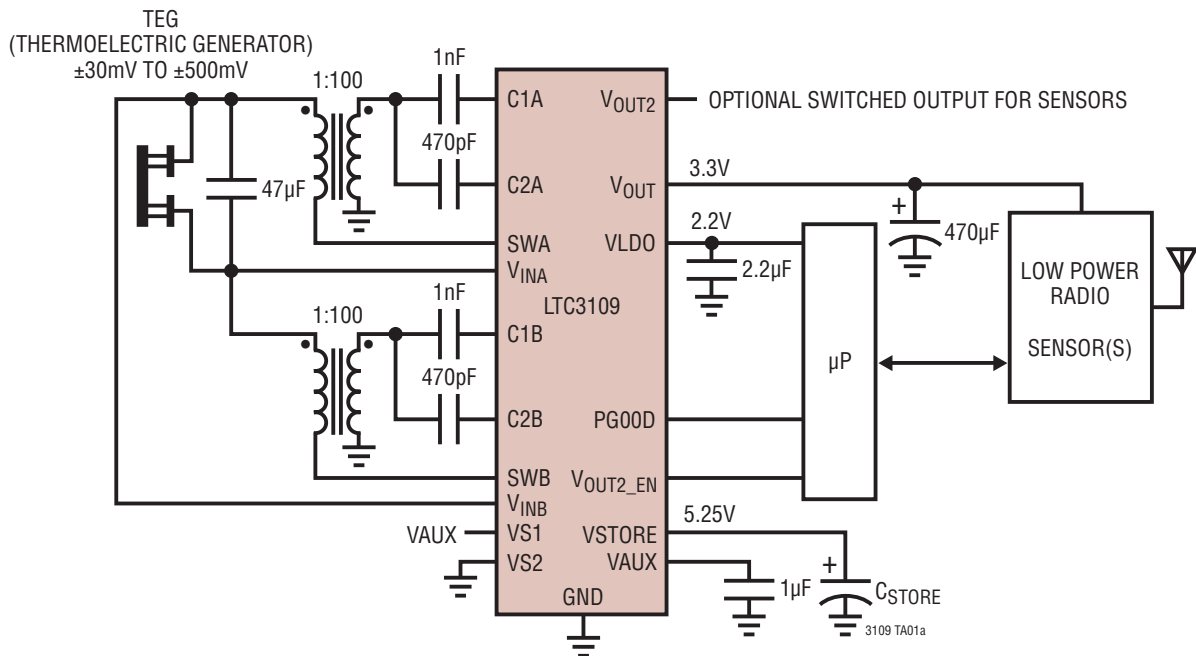 TEG
(THERMOELECTRIC GENERATOR)
±30mV TO ±500mV
1:100
1nF
470pF
47µF
C1A
C2A
SWA
VINA
LTC3109
1:100
1nF
470pF
C1B
C2B
SWB
VINB
VAUX
VS1
VS2
GND
VOUT2
OPTIONAL SWITCHED OUTPUT FOR SENSORS
VOUT
3.3V
VLDO
2.2V
2.2µF
+
470µF
LOW POWER
RADIO
SENSOR(S)
µP
PG00D
VOUT2_EN
VSTORE
5.25V
VAUX
1µF
+
CSTORE
3109 TA01a